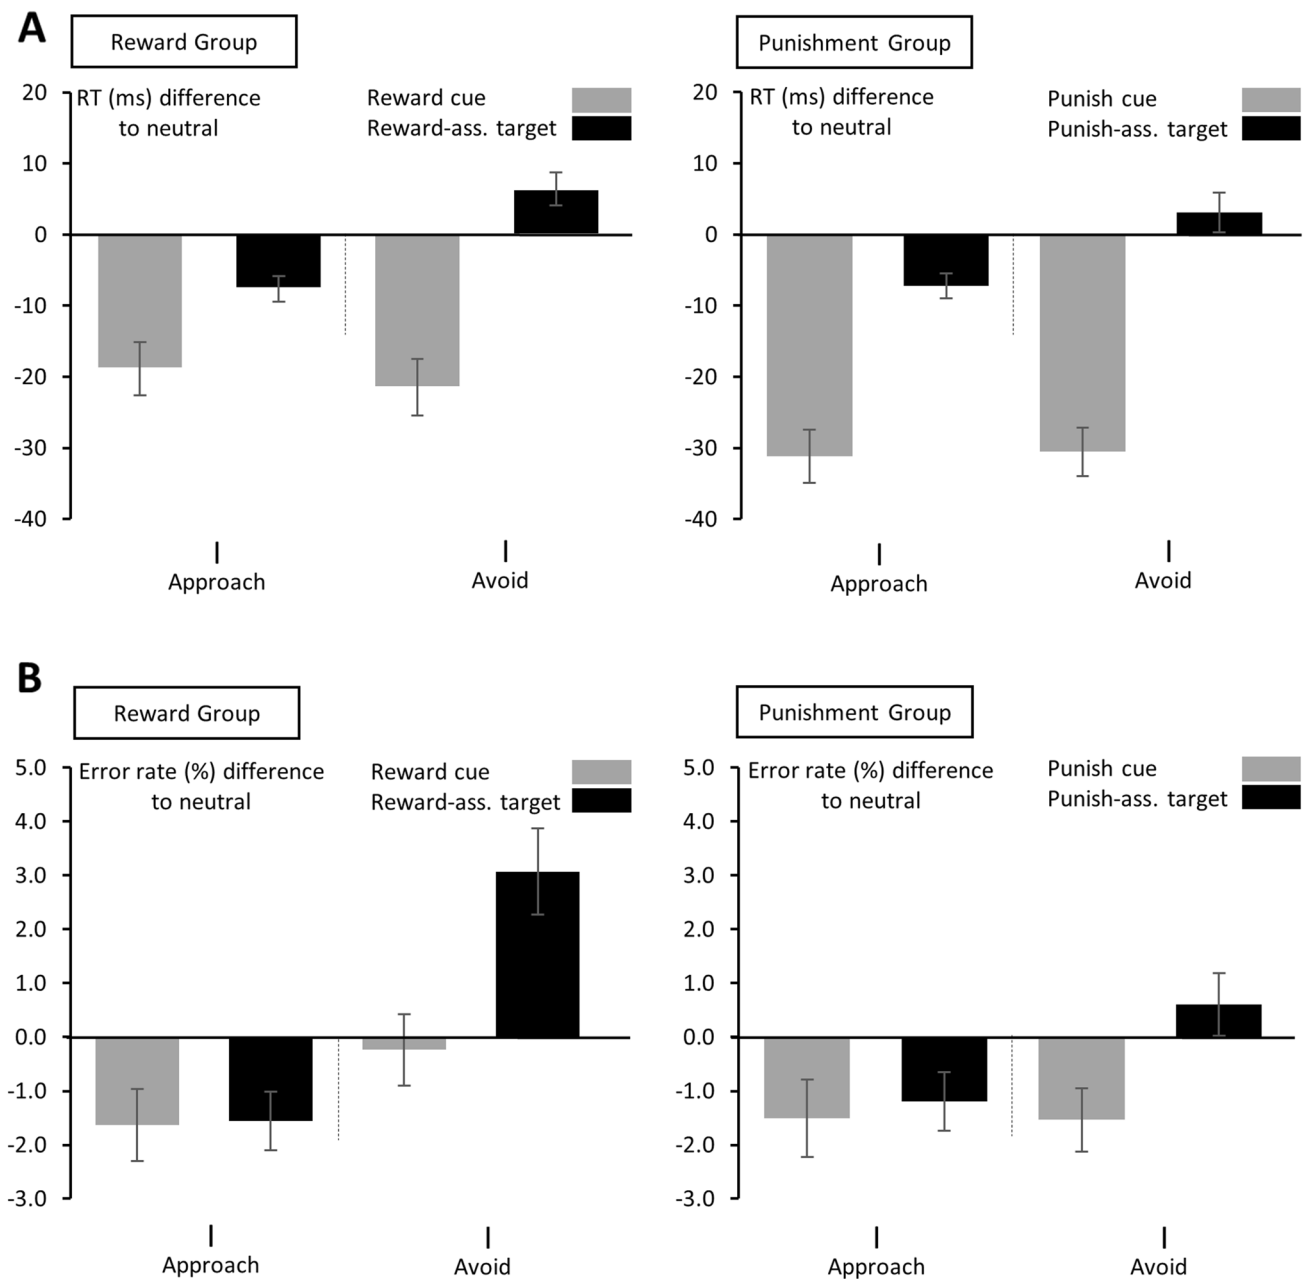 A
Reward Group
Punishment Group
20
RT (ms) difference
to neutral
Reward cue
Reward-ass. target
10
0
-10
-20
-30
-40
Approach
Avoid
20
RT (ms) difference
to neutral
Punish cue
Punish-ass. target
10
0
-10
-20
-30
-40
Approach
Avoid
B
Reward Group
Punishment Group
5.0
Error rate (%) difference
to neutral
Reward cue
Reward-ass. target
4.0
3.0
2.0
1.0
0.0
-1.0
-2.0
-3.0
Approach
Avoid
5.0
Error rate (%) difference
to neutral
Punish cue
Punish-ass. target
4.0
3.0
2.0
1.0
0.0
-1.0
-2.0
-3.0
Approach
Avoid